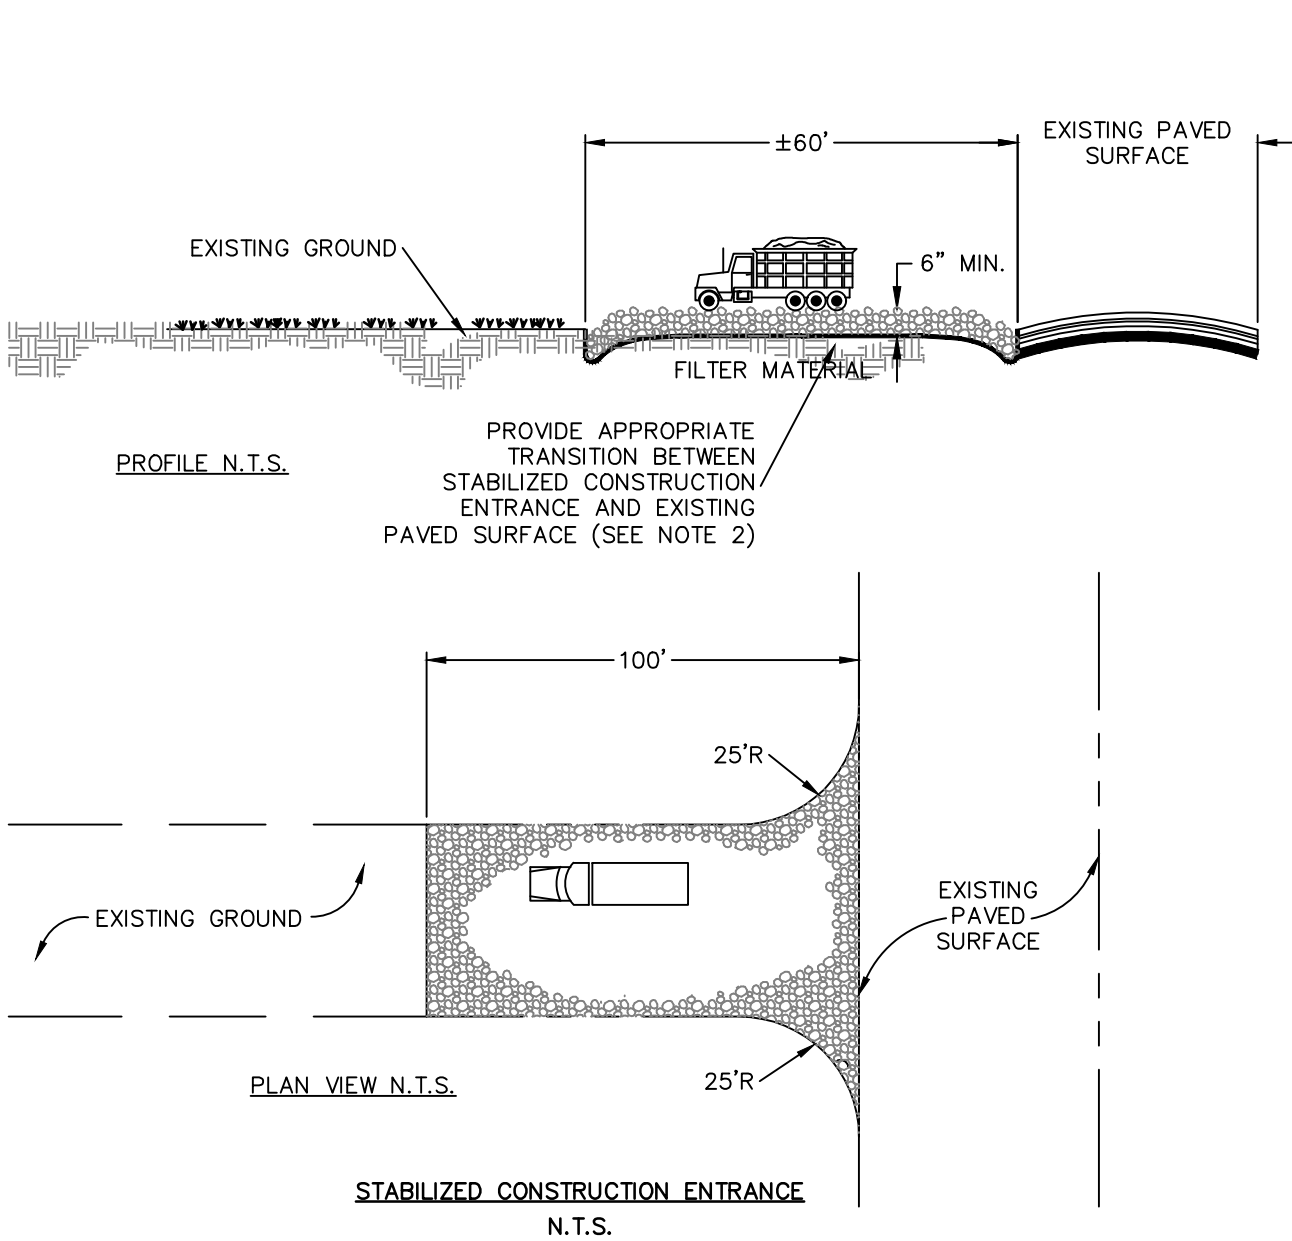 ±60'
EXISTING PAVED
SURFACE
EXISTING GROUND
6" MIN.
FILTER MATERIAL
PROVIDE APPROPRIATE
TRANSITION BETWEEN
STABILIZED CONSTRUCTION
ENTRANCE AND EXISTING
PAVED SURFACE (SEE NOTE 2)
PROFILE N.T.S.
100'
25'R
EXISTING GROUND
EXISTING
PAVED
SURFACE
25'R
PLAN VIEW N.T.S.
STABILIZED CONSTRUCTION ENTRANCE
N.T.S.